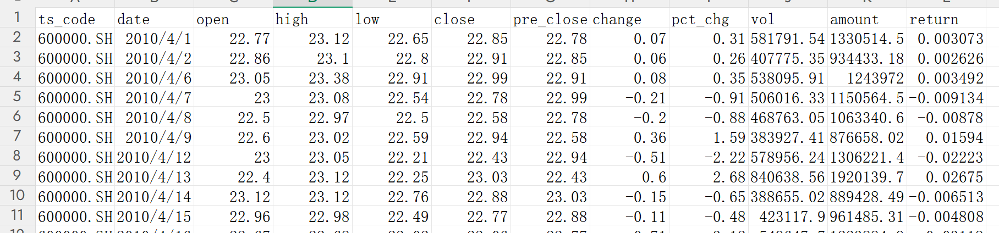 1 ts_code date open high low close pre_close change pct_chg vol amount return
2 600000.SH 2010/4/1 22.77 23.12 22.65 22.85 22.78 0.07 0.31 581791.54 1330514.5 0.003073
3 600000.SH 2010/4/2 22.86 23.1 22.8 22.91 22.85 0.06 0.26 407775.35 934433.18 0.002626
4 600000.SH 2010/4/6 23.05 23.38 22.91 22.99 22.91 0.08 0.35 538095.91 1243972 0.003492
5 600000.SH 2010/4/7 23 23.08 22.54 22.78 22.99 -0.21 -0.91 506016.33 1150564.5 -0.009134
6 600000.SH 2010/4/8 22.5 22.97 22.5 22.58 22.78 -0.2 -0.88 468763.05 1063340.6 -0.00878
7 600000.SH 2010/4/9 22.6 23.02 22.59 22.94 22.58 0.36 1.59 383927.41 876658.02 0.01594
8 600000.SH 2010/4/12 23 23.05 22.21 22.43 22.94 -0.51 -2.22 578956.24 1306221.4 -0.02223
9 600000.SH 2010/4/13 22.4 23.12 22.25 23.03 22.43 0.6 2.68 840638.56 1920139.7 0.02675
10 600000.SH 2010/4/14 23.12 23.12 22.76 22.88 23.03 -0.15 -0.65 388655.02 889428.49 -0.006513
11 600000.SH 2010/4/15 22.96 22.98 22.49 22.77 22.88 -0.11 -0.48 423117.9 961485.31 -0.004808